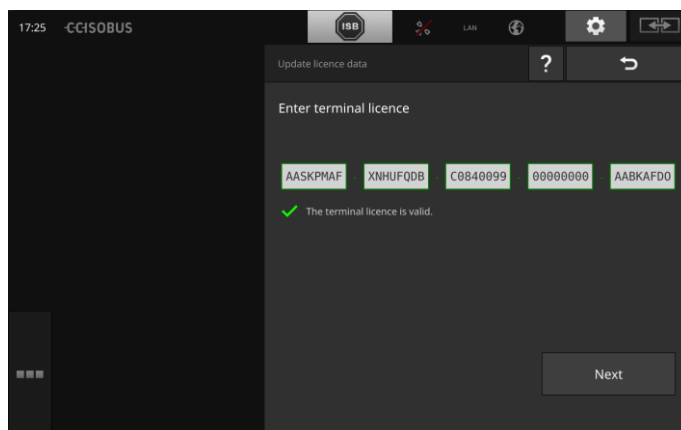 17:25 CCISOBUS ISB LAN
Update licence data ?
Enter terminal licence
AASKPMAF - XNHUFQDB - C0840099 - 00000000 - AABKAFDO
The terminal licence is valid.
Next